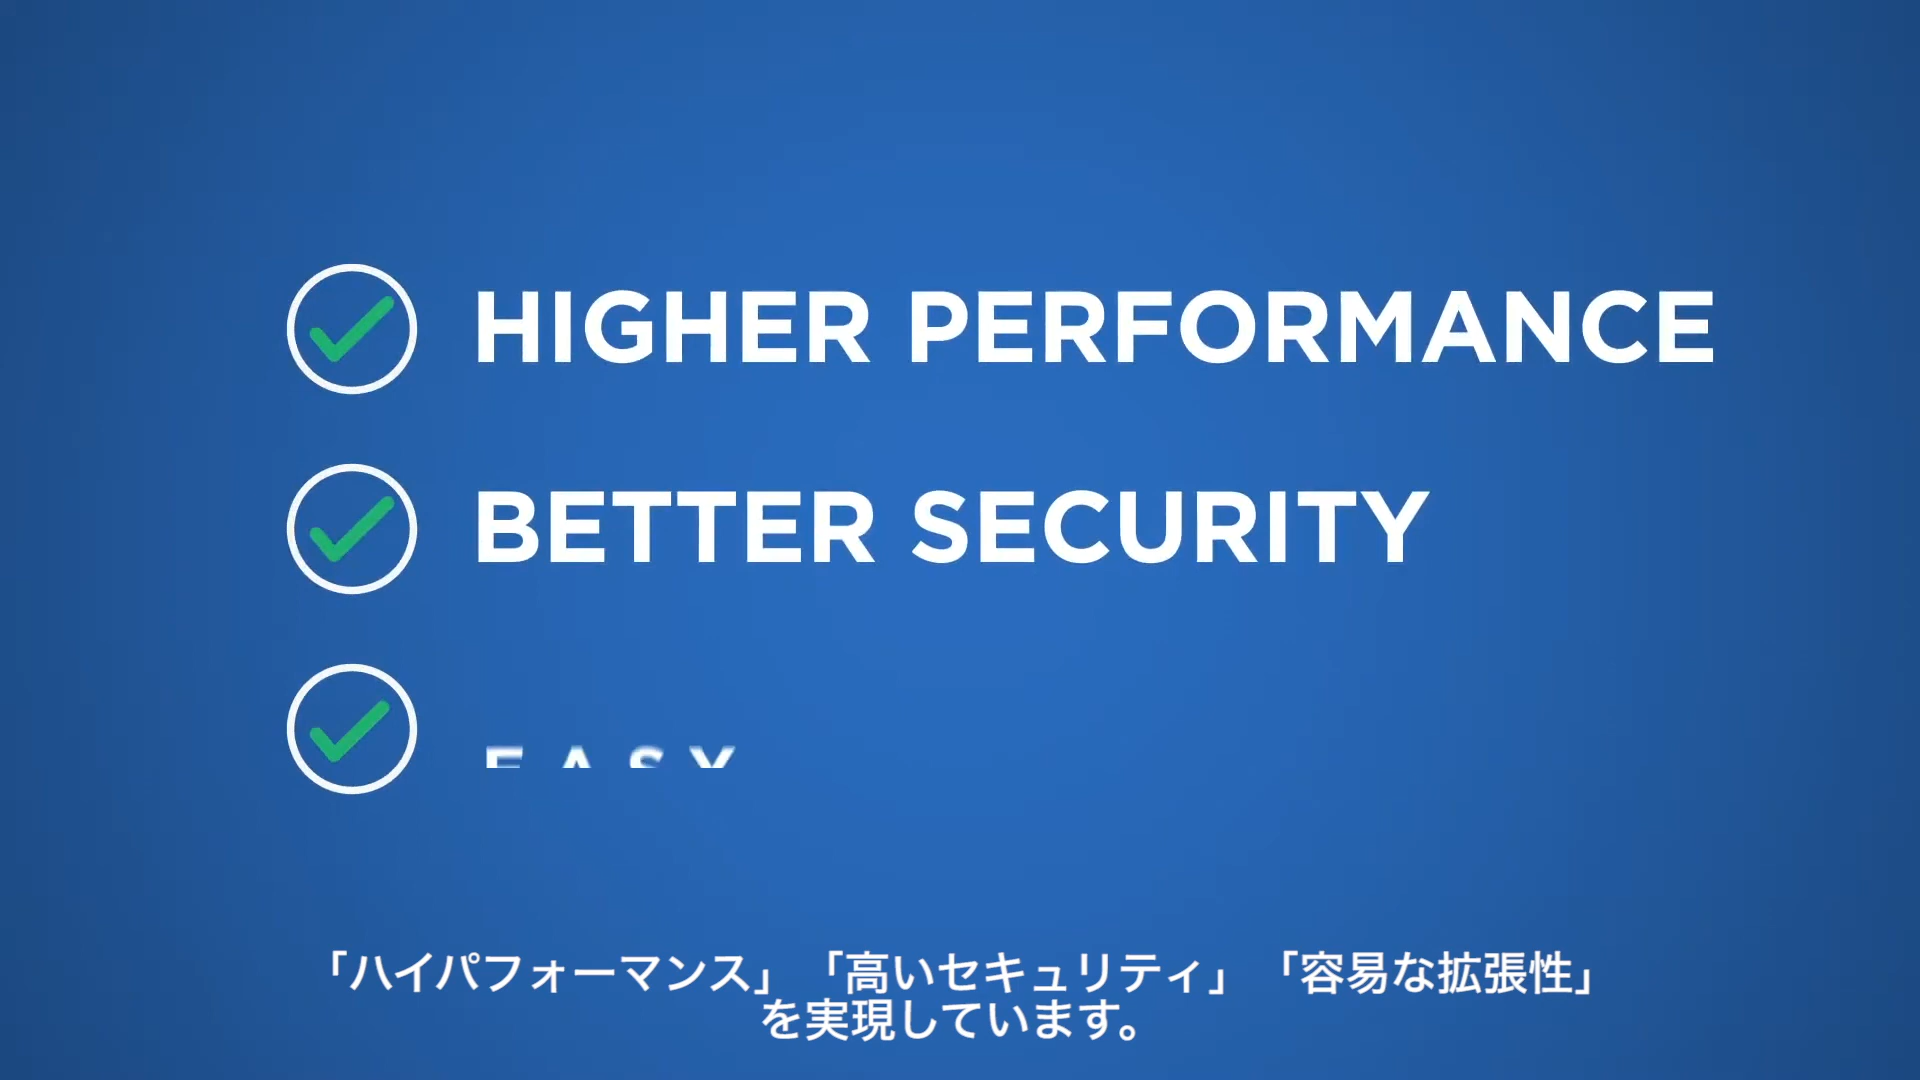 HIGHER PERFORMANCE
BETTER SECURITY
EASY
「ハイパフォーマンス」「高いセキュリティ」「容易な拡張性」
を実現しています。